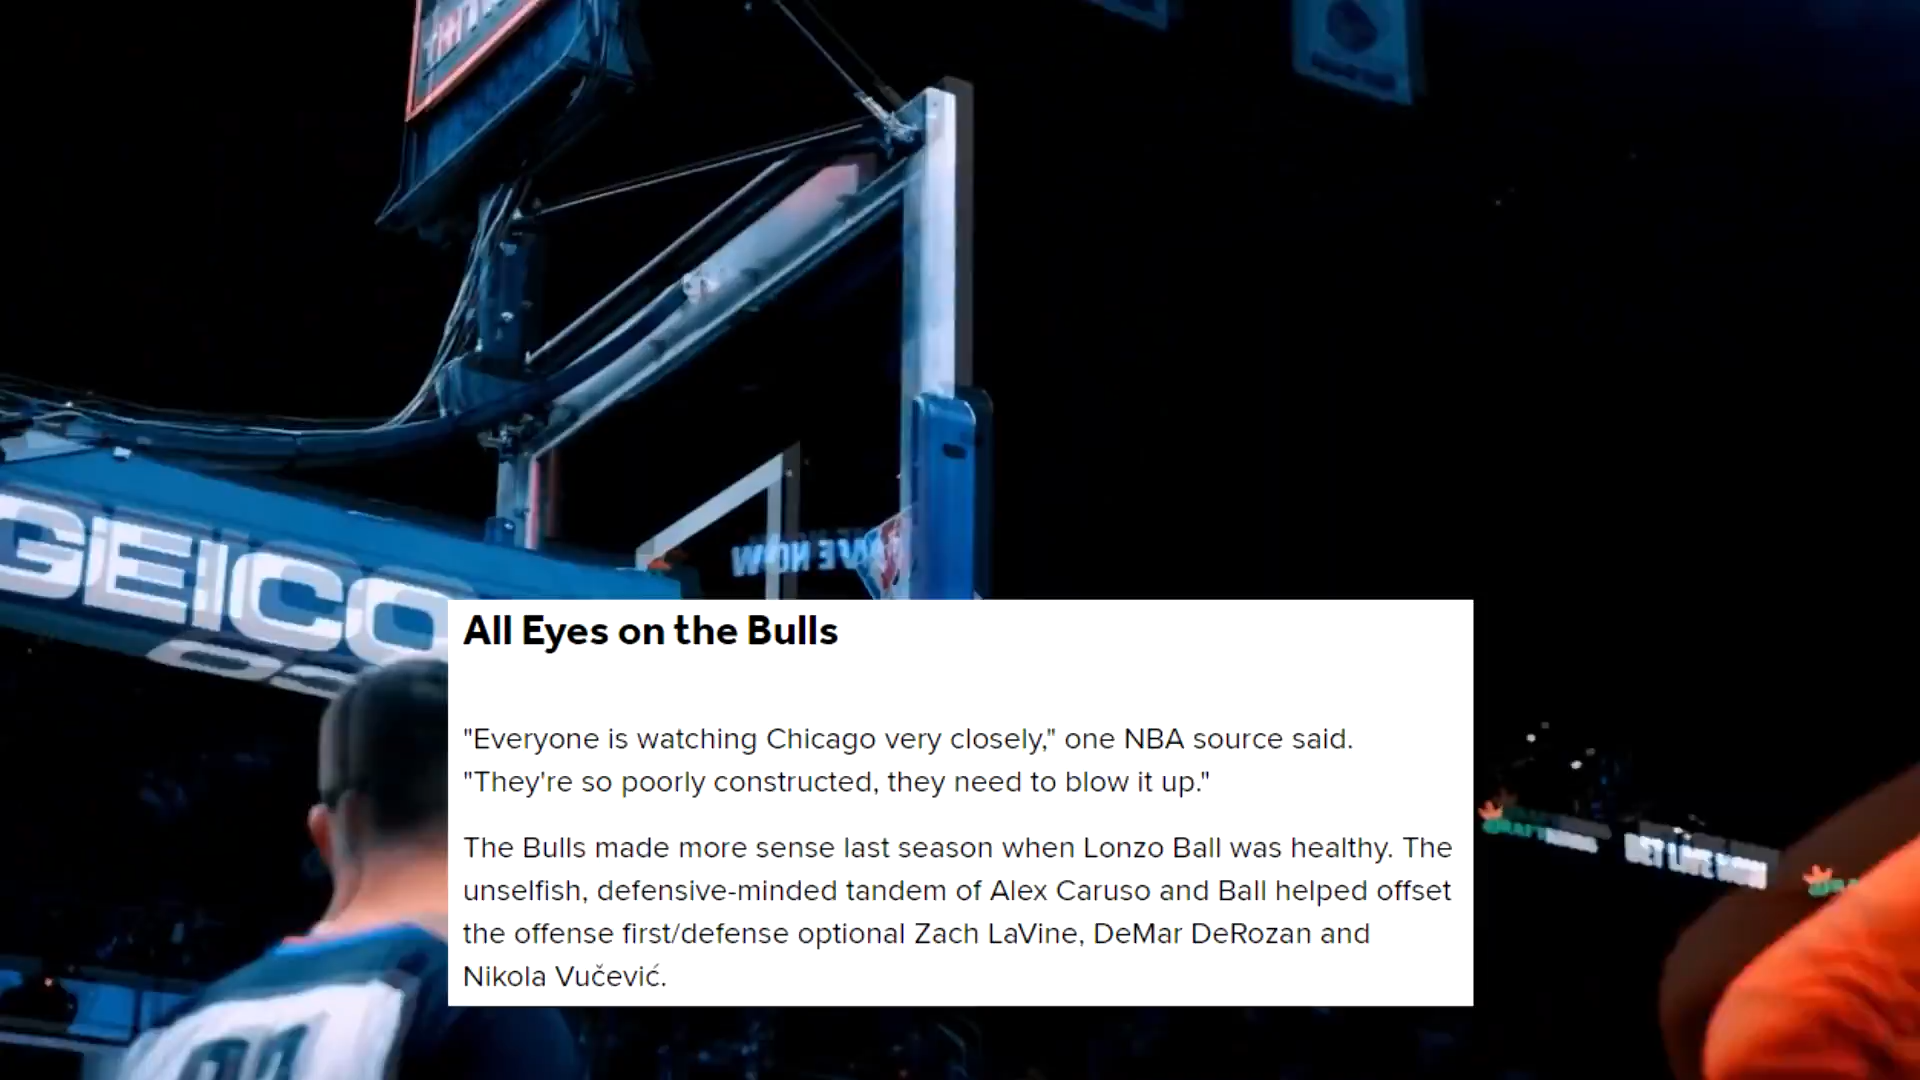 GEICO
All Eyes on the Bulls
"Everyone is watching Chicago very closely," one NBA source said.
"They're so poorly constructed, they need to blow it up."
The Bulls made more sense last season when Lonzo Ball was healthy. The
unselfish, defensive-minded tandem of Alex Caruso and Ball helped offset
the offense first/defense optional Zach LaVine, DeMar DeRozan and
Nikola Vučević.
BET LIVE NOW